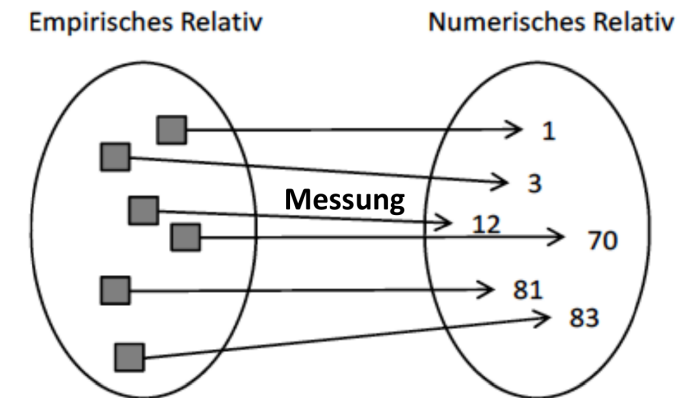 Empirisches Relativ
Numerisches Relativ
1
3
Messung
12
70
81
83